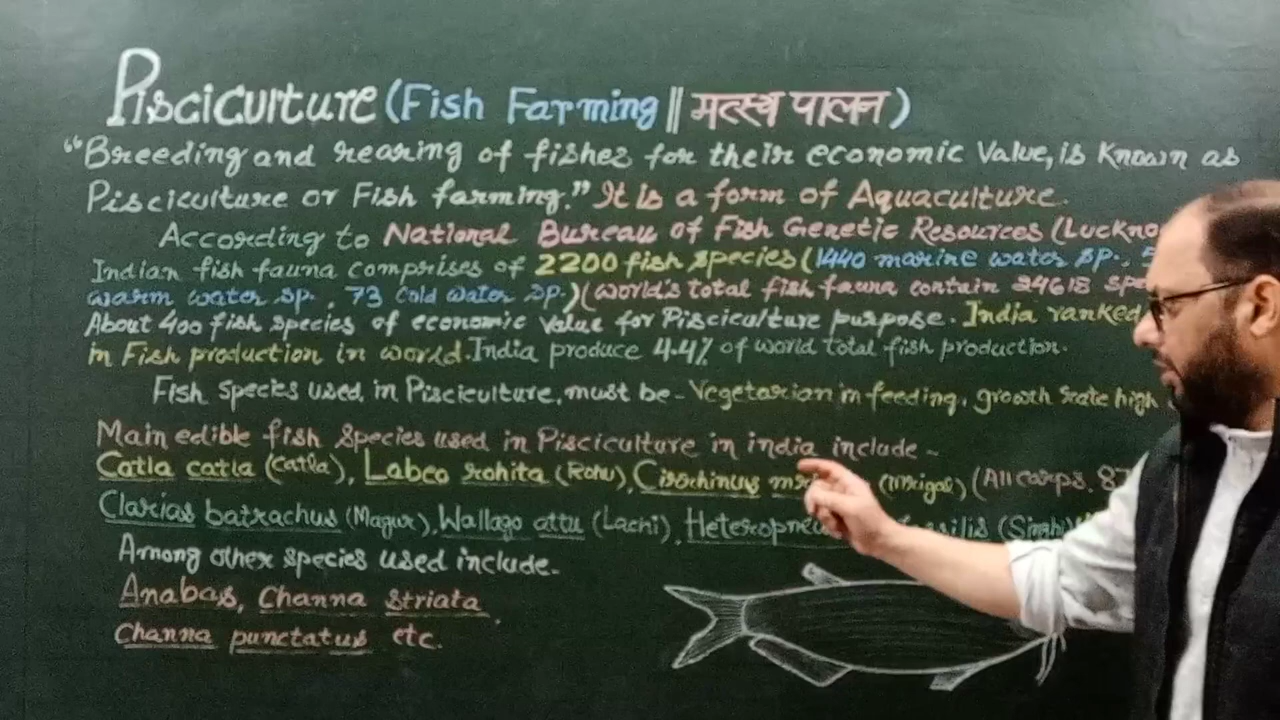 Pisciculture (Fish Farming || मत्स्य पालन)
"Breeding and rearing of fishes for their economic value, is known as
Pisciculture or Fish farming." It is a form of Aquaculture.
According to National Bureau of Fish Genetic Resources
Indian fish fauna comprises of 2200 fish species (1440 marine water sp.,
warm water sp., 73 cold water sp.) (world's total fish fauna contain 24618
About 400 fish species of economic value for Pisciculture purpose. India ranked
in Fish production in world. India produce 4.4% of world total fish production.
Fish species used in Pisciculture, must be - Vegetarian in feeding, growth rate high
Main edible fish species used in Pisciculture in india include -
Catla catla (Catla), Labeo rohita (Rohu), Cirrhinus (Mrigal) (All carps,
Clarias batrachus (Magur), Wallago attu (Lachi), (Singhi)
Among other species used include-
Anabas, Channa striata,
Channa punctatus etc.